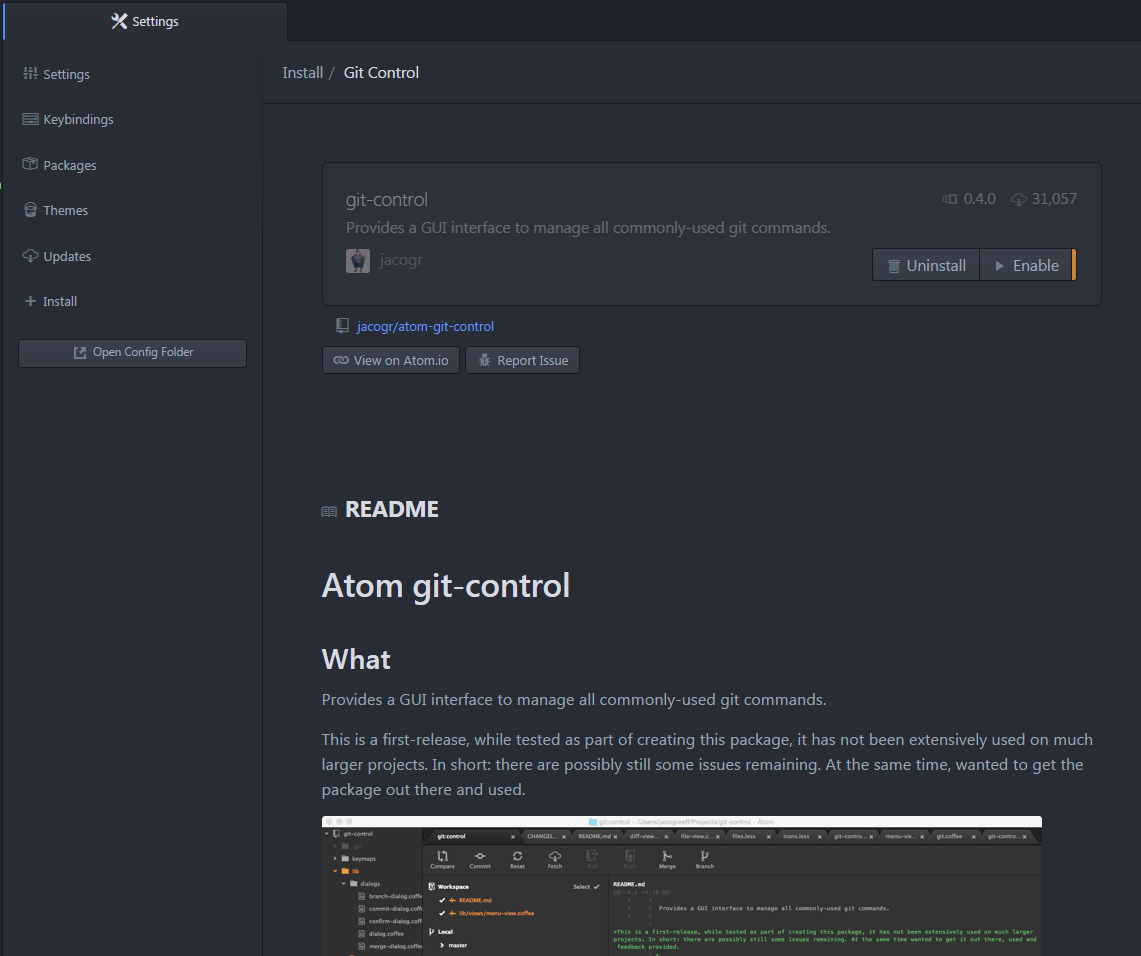 Settings
Settings
Keybindings
Packages
Themes
Updates
+ Install
Open Config Folder
Install / Git Control
git-control
0.4.0
31,057
Provides a GUI interface to manage all commonly-used git commands.
jacogr
Uninstall
Enable
jacogr/atom-git-control
View on Atom.io
Report Issue
README
Atom git-control
What
Provides a GUI interface to manage all commonly-used git commands.
This is a first-release, while tested as part of creating this package, it has not been extensively used on much
larger projects. In short: there are possibly still some issues remaining. At the same time, wanted to get the
package out there and used.
git:control - /Users/jacogreeff/Projects/git-control - Atom
git-control
.git
keymaps
lib
dialogs
branch-dialog.coffe
commit-dialog.coff
confirm-dialog.coff
dialog.coffee
merge-dialog.coffe
git:control
CHANGEL...
README.md
diff-view....
file-view.c...
files.less
icons.less
git-contro...
menu-vie...
git.coffee
git-contro...
Compare
Commit
Reset
Fetch
Pull
Push
Merge
Branch
Workspace
Select
README.md
lib/views/menu-view.coffee
Local
master
README.md
Provides a GUI interface to manage all commonly-used git commands.
+This is a first-release, while tested as part of creating this package, it has not been extensively used on much larger
projects. In short: there are possibly still some issues remaining. At the same time wanted to get it out there, used and
feedback provided.